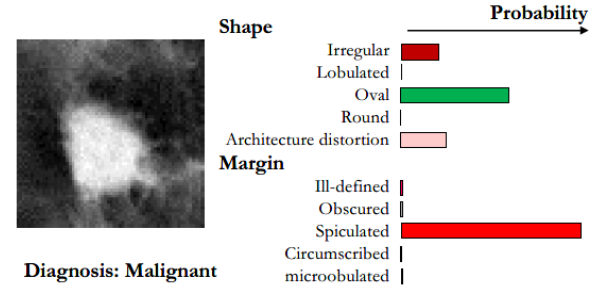 Probability
Shape
Irregular
Lobulated
Oval
Round
Architecture distortion
Margin
Ill-defined
Obscured
Spiculated
Circumscribed
microobulated
Diagnosis: Malignant